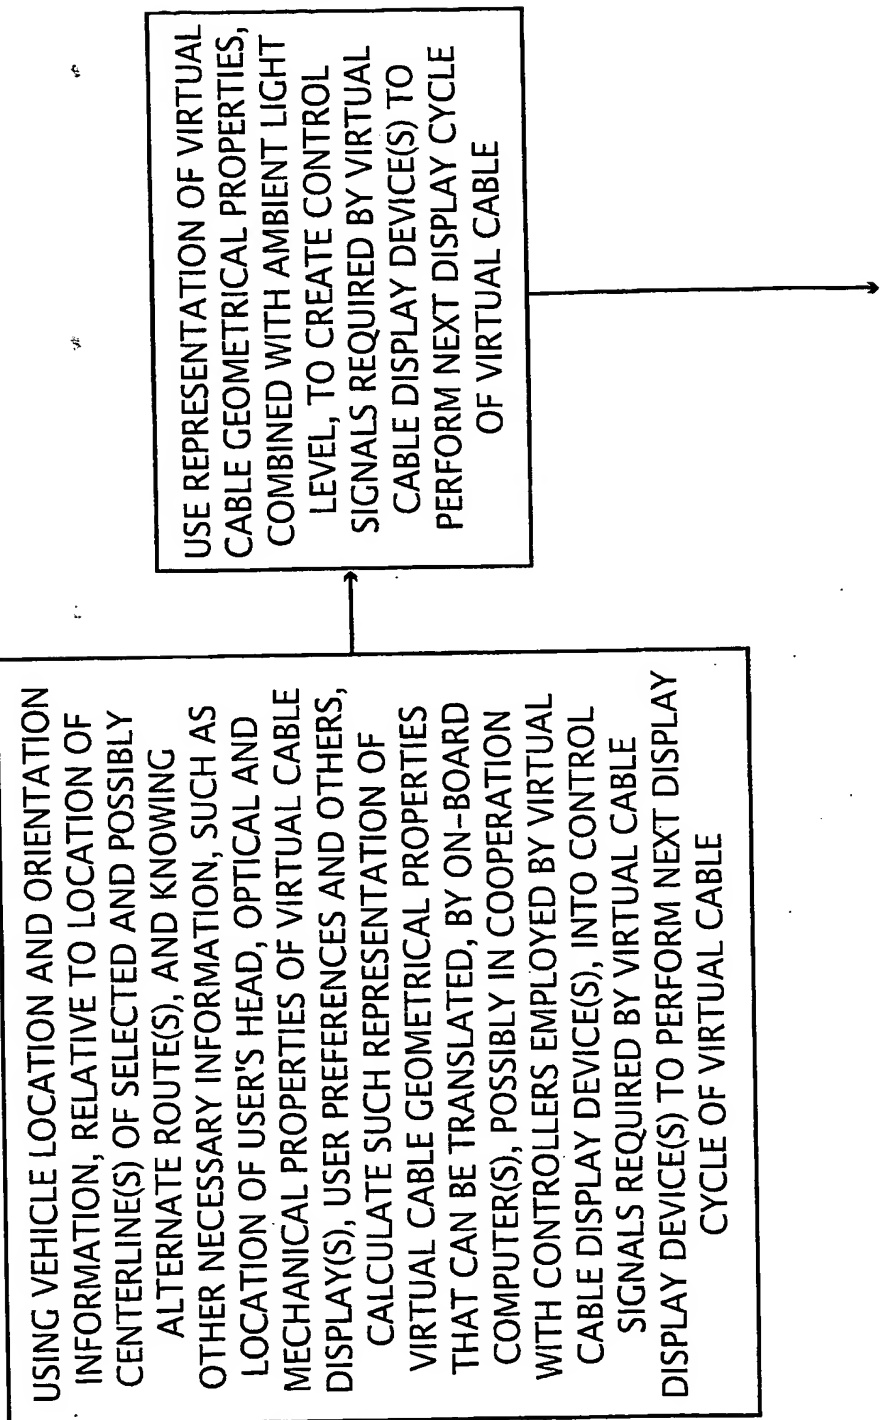 USING VEHICLE LOCATION AND ORIENTATION
INFORMATION, RELATIVE TO LOCATION OF
CENTERLINE(S) OF SELECTED AND POSSIBLY
ALTERNATE ROUTE(S), AND KNOWING
OTHER NECESSARY INFORMATION, SUCH AS
LOCATION OF USER'S HEAD, OPTICAL AND
MECHANICAL PROPERTIES OF VIRTUAL CABLE
DISPLAY(S), USER PREFERENCES AND OTHERS,
CALCULATE SUCH REPRESENTATION OF
VIRTUAL CABLE GEOMETRICAL PROPERTIES
THAT CAN BE TRANSLATED, BY ON-BOARD
COMPUTER(S), POSSIBLY IN COOPERATION
WITH CONTROLLERS EMPLOYED BY VIRTUAL
CABLE DISPLAY DEVICE(S), INTO CONTROL
SIGNALS REQUIRED BY VIRTUAL CABLE
DISPLAY DEVICE(S) TO PERFORM NEXT DISPLAY
CYCLE OF VIRTUAL CABLE
USE REPRESENTATION OF VIRTUAL
CABLE GEOMETRICAL PROPERTIES,
COMBINED WITH AMBIENT LIGHT
LEVEL, TO CREATE CONTROL
SIGNALS REQUIRED BY VIRTUAL
CABLE DISPLAY DEVICE(S) TO
PERFORM NEXT DISPLAY CYCLE
OF VIRTUAL CABLE